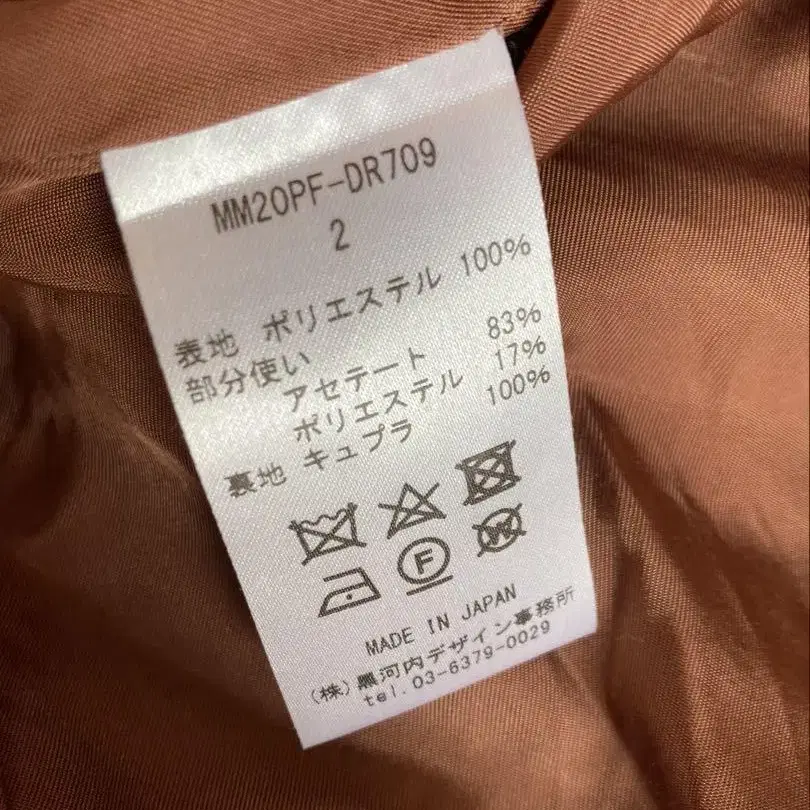 MM20PF-DR709
2
表地 ポリエステル 100%
部分使い
アセテート 83%
ポリエステル 17%
裏地 キュプラ 100%
F
W
MADE IN JAPAN
(株)黒河内デザイン事務所
tel.03-6379-0029